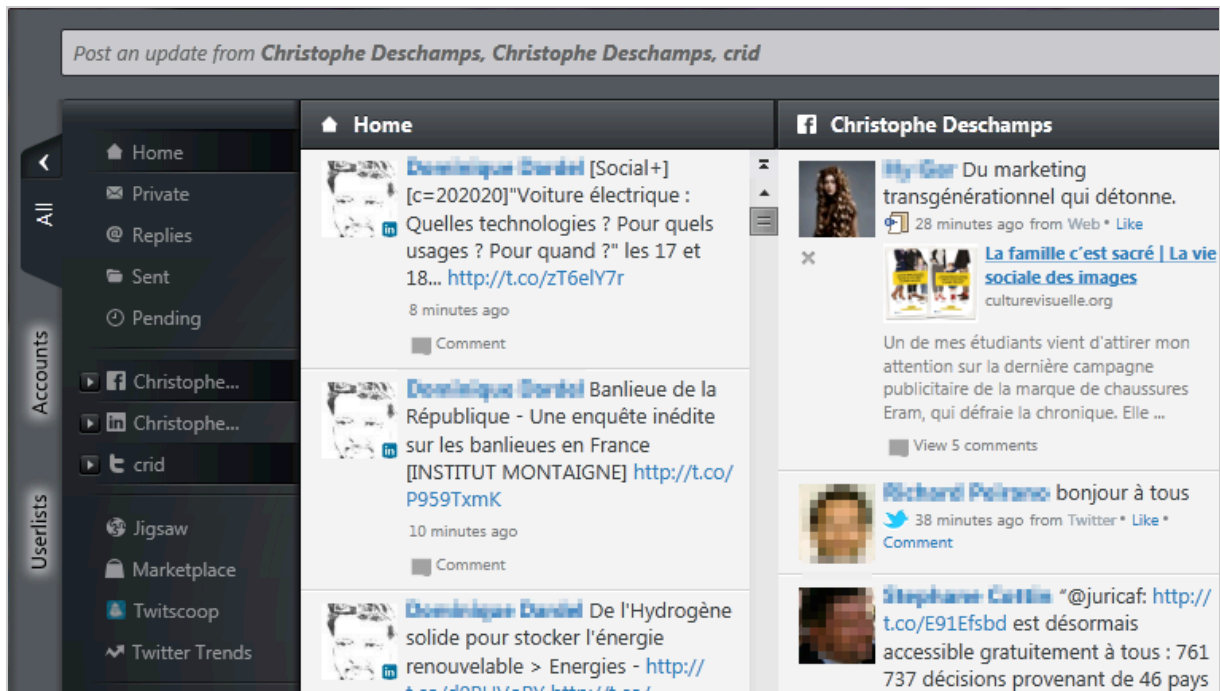 Post an update from Christophe Deschamps, Christophe Deschamps, crid
All
Accounts
Userlists
Home
Private
Replies
Sent
Pending
Christophe...
Christophe...
crid
Jigsaw
Marketplace
Twitscoop
Twitter Trends
Home
[Social+]
[c=202020]"Voiture électrique :
Quelles technologies ? Pour quels
usages ? Pour quand ?" les 17 et
18... http://t.co/zT6elY7r
8 minutes ago
Comment
Banlieue de la
République - Une enquête inédite
sur les banlieues en France
[INSTITUT MONTAIGNE] http://t.co/
P959TxmK
10 minutes ago
Comment
De l'Hydrogène
solide pour stocker l'énergie
renouvelable > Energies - http://
Christophe Deschamps
Du marketing
transgénérationnel qui détonne.
28 minutes ago from Web • Like
La famille c'est sacré | La vie
sociale des images
culturevisuelle.org
Un de mes étudiants vient d'attirer mon
attention sur la dernière campagne
publicitaire de la marque de chaussures
Eram, qui défraie la chronique. Elle ...
View 5 comments
bonjour à tous
38 minutes ago from Twitter • Like •
Comment
"@juricaf: http://
t.co/E91Efsbd est désormais
accessible gratuitement à tous : 761
737 décisions provenant de 46 pays